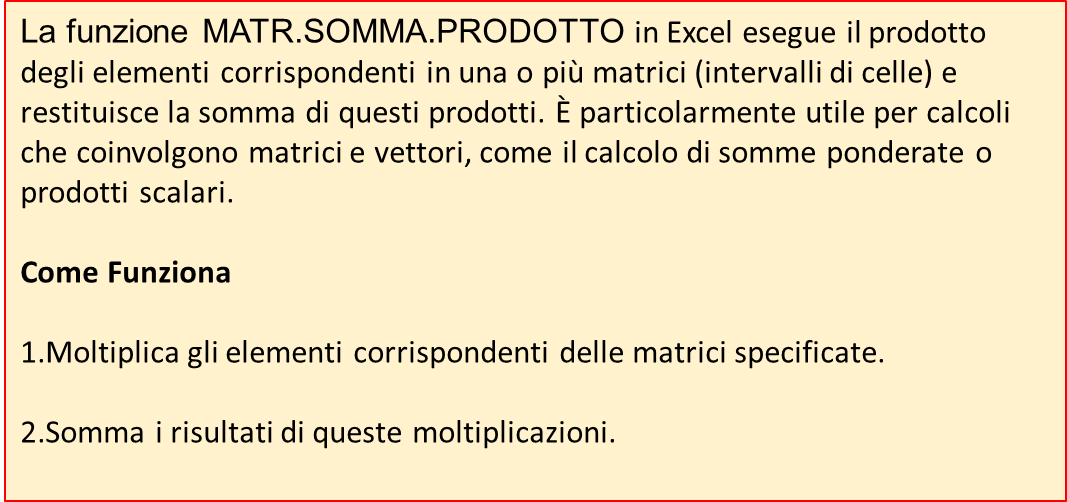 La funzione MATR.SOMMA.PRODOTTO in Excel esegue il prodotto
degli elementi corrispondenti in una o più matrici (intervalli di celle) e
restituisce la somma di questi prodotti. È particolarmente utile per calcoli
che coinvolgono matrici e vettori, come il calcolo di somme ponderate o
prodotti scalari.
Come Funziona
1.Moltiplica gli elementi corrispondenti delle matrici specificate.
2.Somma i risultati di queste moltiplicazioni.